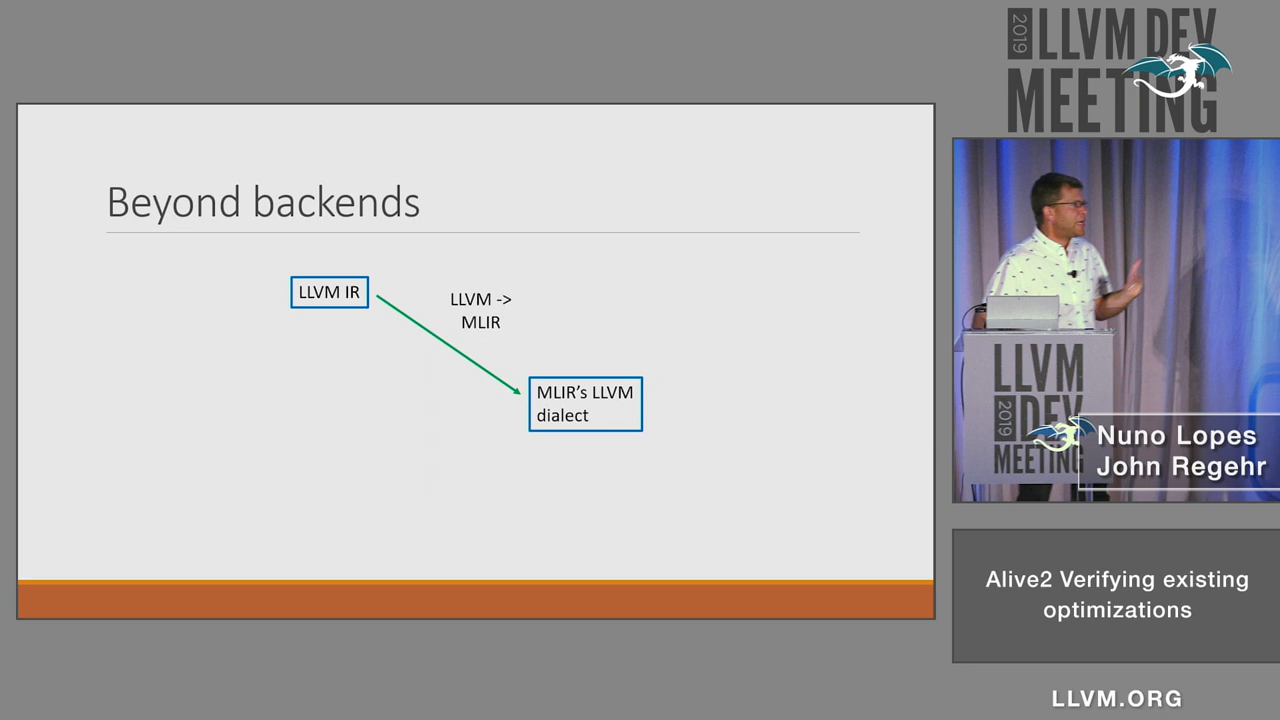 2019
LLVM DEV
MEETING
Beyond backends
LLVM IR
LLVM ->
MLIR
MLIR's LLVM
dialect
LLVM
2019
DEV
MEETING
Nuno Lopes
John Regehr
Alive2 Verifying existing
optimizations
LLVM.ORG